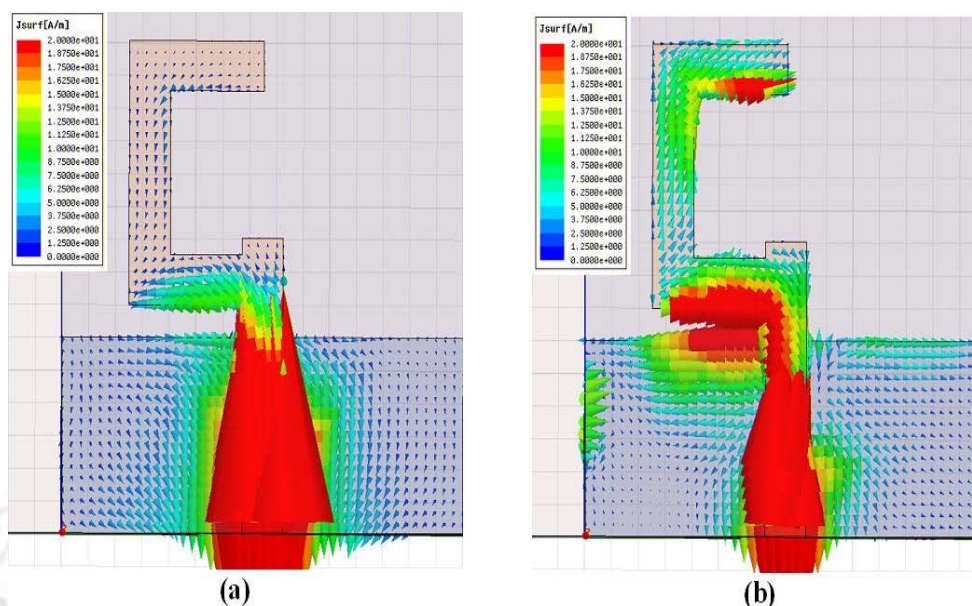 Jsurf[A/m]
2.0000e+001
1.8750e+001
1.7500e+001
1.6250e+001
1.5000e+001
1.3750e+001
1.2500e+001
1.1250e+001
1.0000e+001
8.7500e+000
7.5000e+000
6.2500e+000
5.0000e+000
3.7500e+000
2.5000e+000
1.2500e+000
0.0000e+000
(a)
Jsurf[A/m]
2.0000e+001
1.8750e+001
1.7500e+001
1.6250e+001
1.5000e+001
1.3750e+001
1.2500e+001
1.1250e+001
1.0000e+001
8.7500e+000
7.5000e+000
6.2500e+000
5.0000e+000
3.7500e+000
2.5000e+000
1.2500e+000
0.0000e+000
(b)